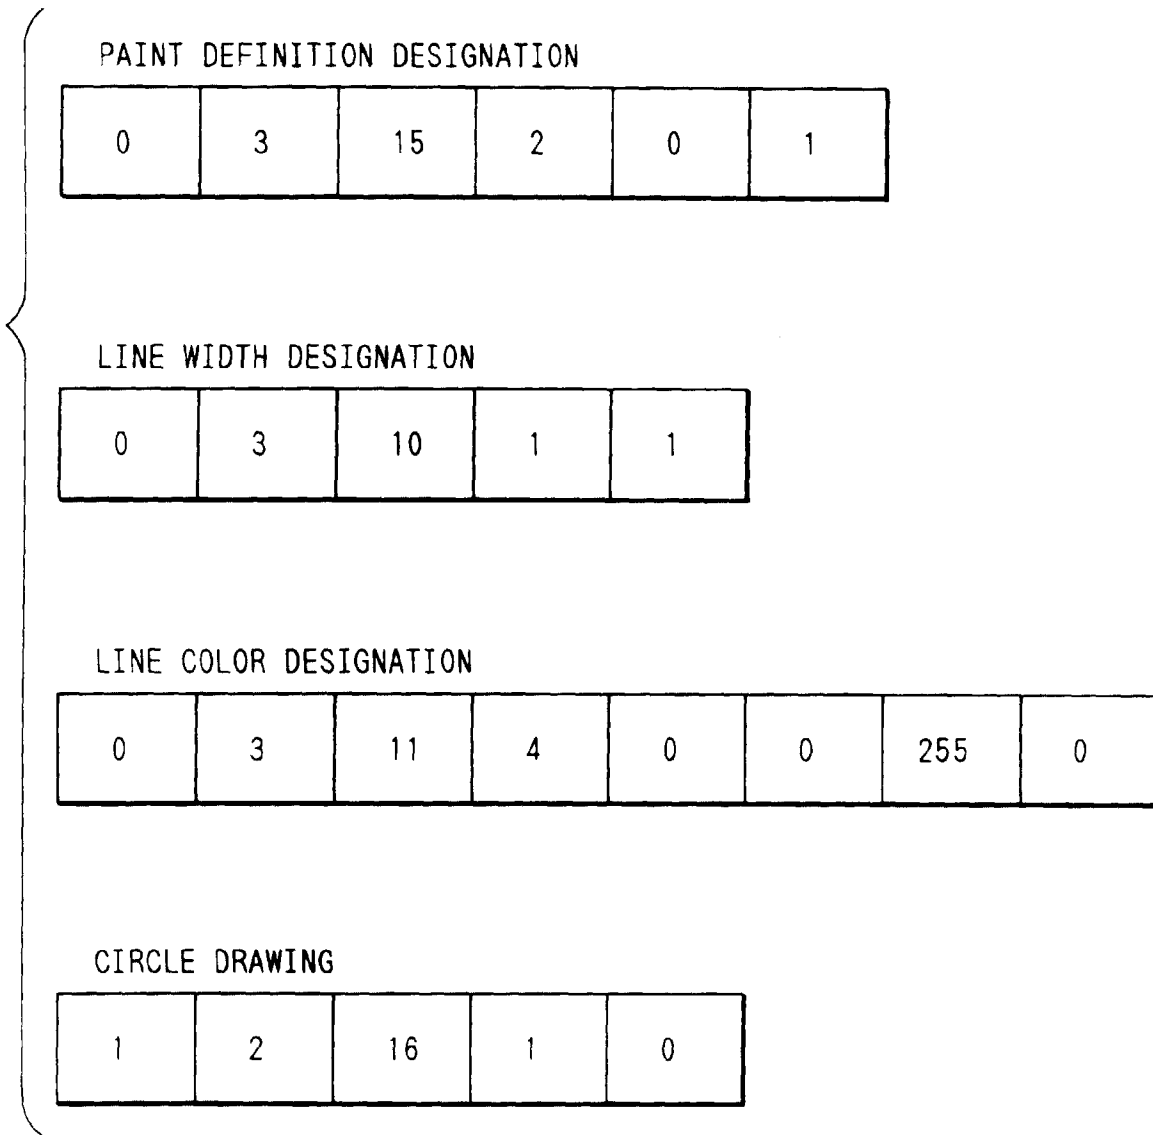 PAINT DEFINITION DESIGNATION
0 3 15 2 0 1
LINE WIDTH DESIGNATION
0 3 10 1 1
LINE COLOR DESIGNATION
0 3 11 4 0 0 255 0
CIRCLE DRAWING
1 2 16 1 0